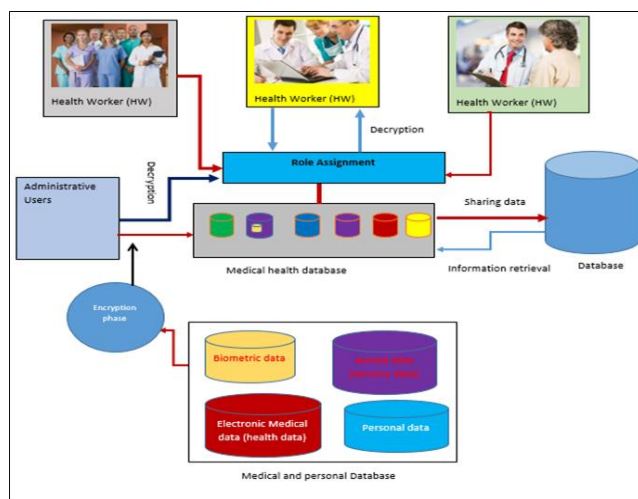 Health Worker (HW)
Health Worker (HW)
Health Worker (HW)
Decryption
Role Assignment
Decryption
Administrative
Users
Sharing data
Medical health database
Information retrieval
Database
Encryption
phase
Biometric data
Electronic Medical
data (health data)
Personal data
Medical and personal Database